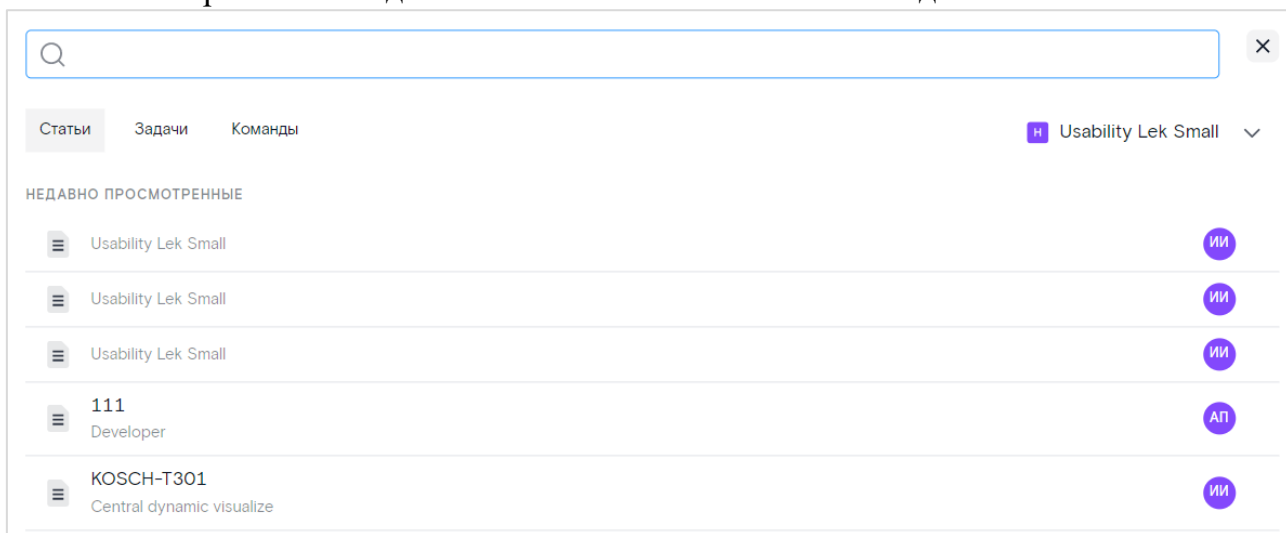 Статьи Задачи Команды Н Usability Lek Small
НЕДАВНО ПРОСМОТРЕННЫЕ
Usability Lek Small ИИ
Usability Lek Small ИИ
Usability Lek Small ИИ
111
Developer АП
KOSCH-T301
Central dynamic visualize ИИ